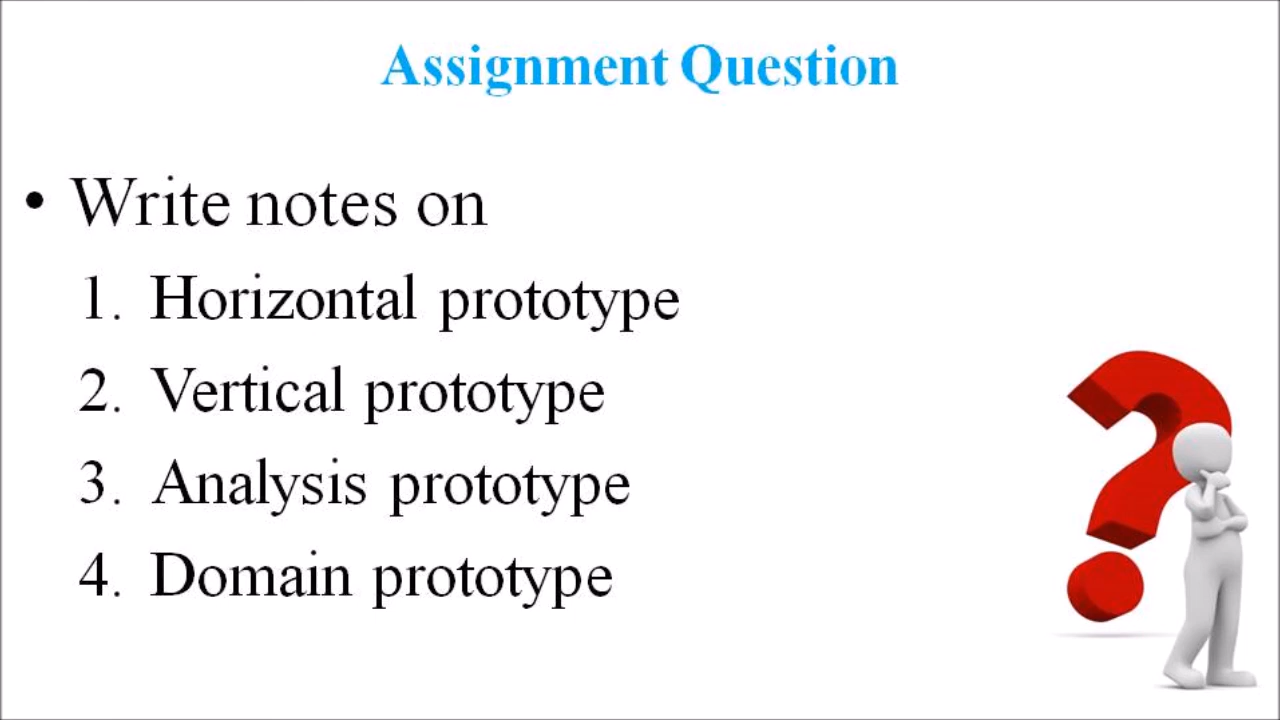 Assignment Question
• Write notes on
1. Horizontal prototype
2. Vertical prototype
3. Analysis prototype
4. Domain prototype